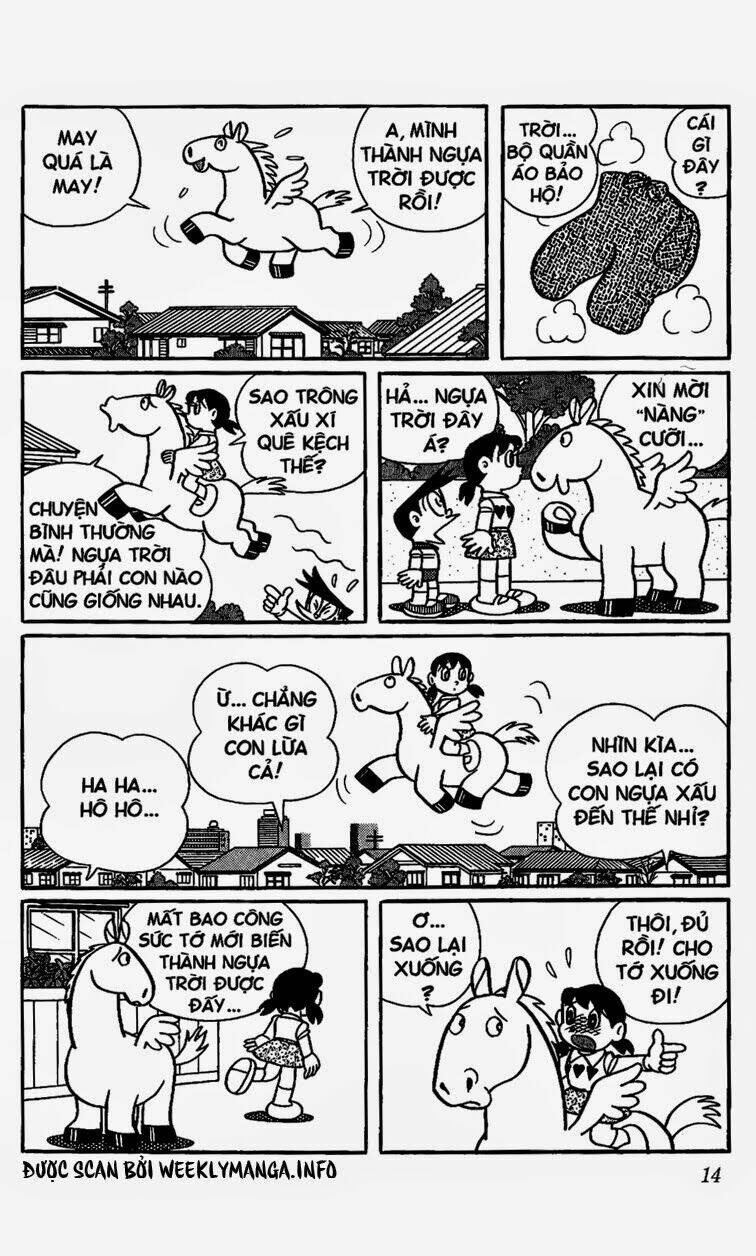 CÁI
GÌ
ĐÂY
?
TRỜI...
BỘ QUẦN
ÁO BẢO
HỘ!
A, MÌNH
THÀNH NGỰA
TRỜI ĐƯỢC
RỒI!
MAY
QUÁ LÀ
MAY!
XIN MỜI
“NÀNG”
CƯỠI...
HẢ... NGỰA
TRỜI ĐÂY
Á?
SAO TRÔNG
XẤU XÍ
QUÊ KỆCH
THẾ?
CHUYỆN
BÌNH THƯỜNG
MÀ! NGỰA TRỜI
ĐÂU PHẢI CON NÀO
CŨNG GIỐNG NHAU.
NHÌN KÌA...
SAO LẠI CÓ
CON NGỰA XẤU
ĐẾN THẾ NHỈ?
Ừ... CHẲNG
KHÁC GÌ
CON LỪA
CẢ!
HA HA...
HÔ HÔ...
THÔI, ĐỦ
RỒI! CHO
TỚ XUỐNG
ĐI!
Ơ...
SAO LẠI
XUỐNG
?
MẤT BAO CÔNG
SỨC TỚ MỚI BIẾN
THÀNH NGỰA
TRỜI ĐƯỢC
ĐẤY...
ĐƯỢC SCAN BỞI WEEKLYMANGA.INFO
14